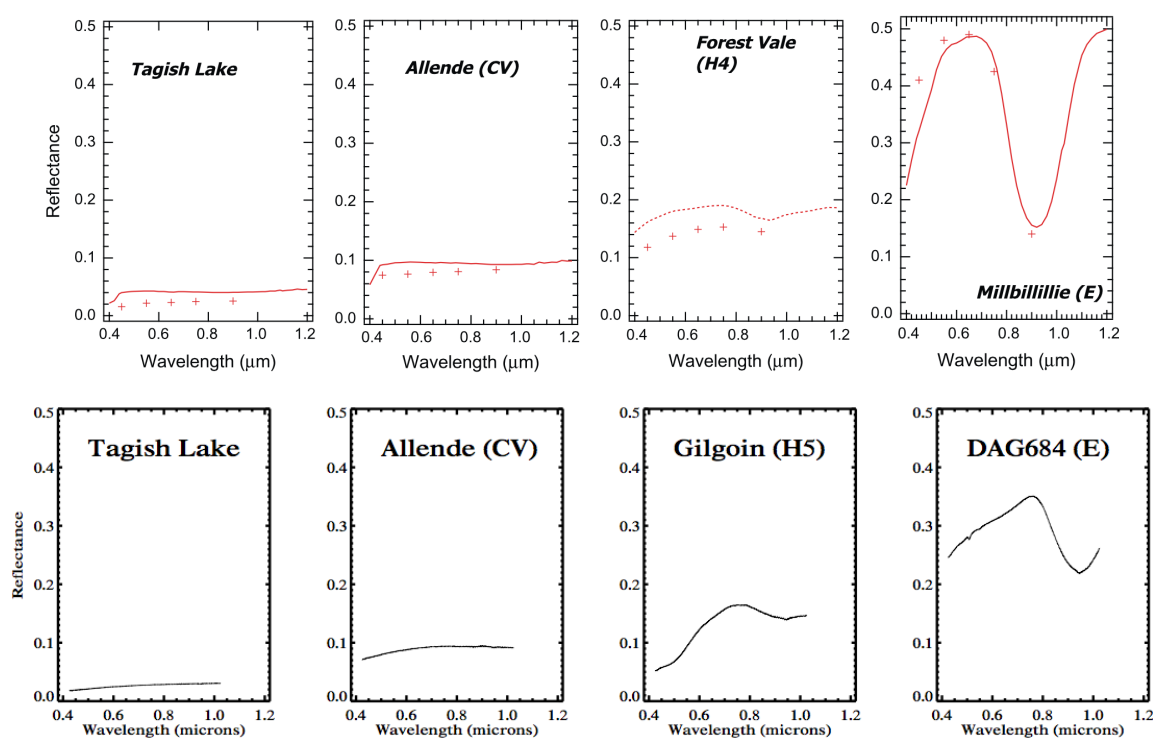 Tagish Lake
Allende (CV)
Forest Vale
(H4)
Millbillillie (E)
Reflectance
0.5
0.4
0.3
0.2
0.1
0.0
0.4 0.6 0.8 1.0 1.2
Wavelength (μm)
0.5
0.4
0.3
0.2
0.1
0.0
0.4 0.6 0.8 1.0 1.2
Wavelength (μm)
0.5
0.4
0.3
0.2
0.1
0.0
0.4 0.6 0.8 1.0 1.2
Wavelength (μm)
0.5
0.4
0.3
0.2
0.1
0.0
0.4 0.6 0.8 1.0 1.2
Wavelength (μm)
Tagish Lake
Allende (CV)
Gilgoin (H5)
DAG684 (E)
Reflectance
0.5
0.4
0.3
0.2
0.1
0.0
0.4 0.6 0.8 1.0 1.2
Wavelength (microns)
0.5
0.4
0.3
0.2
0.1
0.0
0.4 0.6 0.8 1.0 1.2
Wavelength (microns)
0.5
0.4
0.3
0.2
0.1
0.0
0.4 0.6 0.8 1.0 1.2
Wavelength (microns)
0.5
0.4
0.3
0.2
0.1
0.0
0.4 0.6 0.8 1.0 1.2
Wavelength (microns)